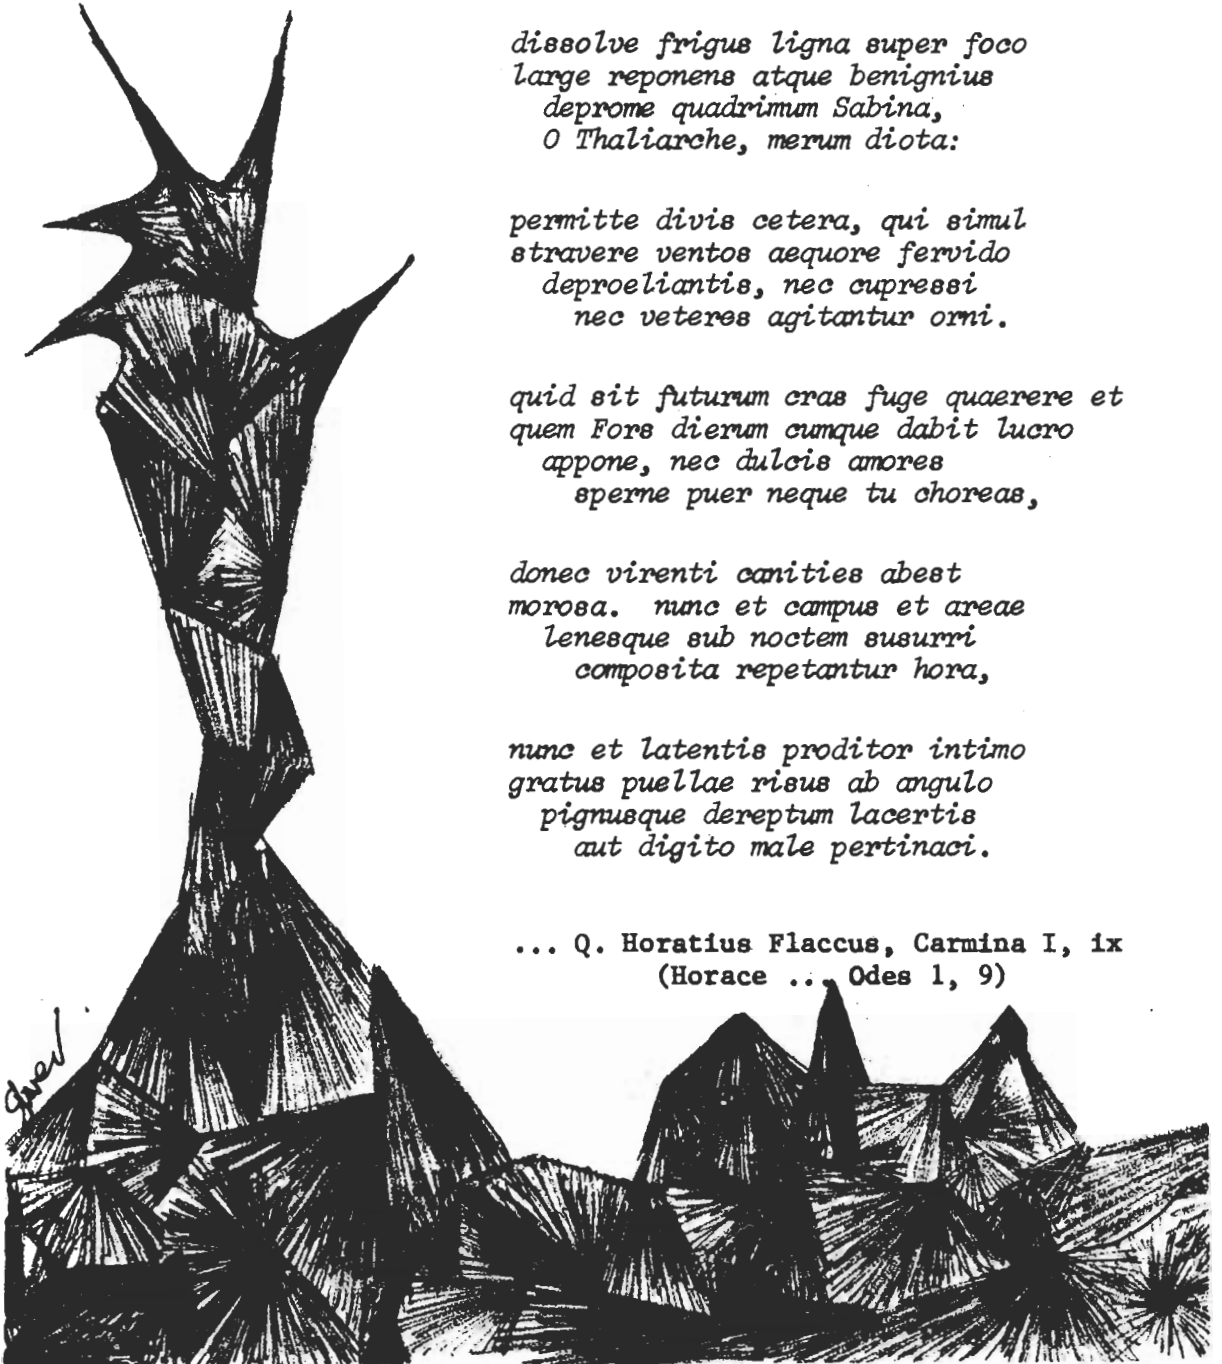 dissolve frigus ligna super foco
large reponens atque benignius
deprome quadrimum Sabina,
O Thaliarche, merum diota:
permitte divis cetera, qui simul
stravere ventos aequore fervido
deproeliantis, nec cupressi
nec veteres agitantur orni.
quid sit futurum cras fuge quaerere et
quem Fors dierum cumque dabit lucro
appone, nec dulcis amores
sperne puer neque tu choreas,
donec virenti canities abest
morosa.  nunc et campus et areae
lenesque sub noctem susurri
composita repetantur hora,
nunc et latentis proditor intimo
gratus puellae risus ab angulo
pignusque dereptum lacertis
aut digito male pertinaci.
... Q. Horatius Flaccus, Carmina I, ix
(Horace ... Odes 1, 9)